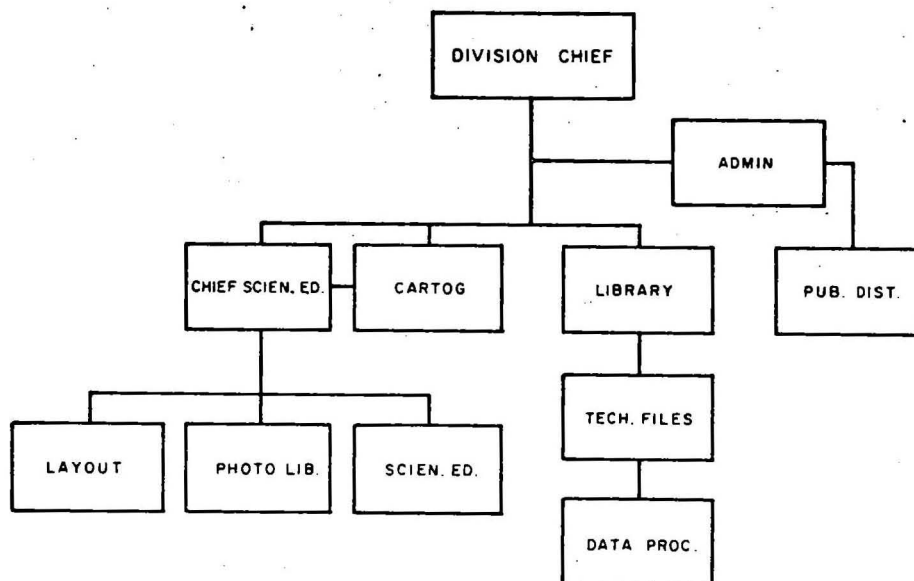 DIVISION CHIEF
ADMIN
CHIEF SCIEN. ED.
CARTOG
LIBRARY
PUB. DIST.
TECH. FILES
LAYOUT
PHOTO LIB.
SCIEN. ED.
DATA PROC.